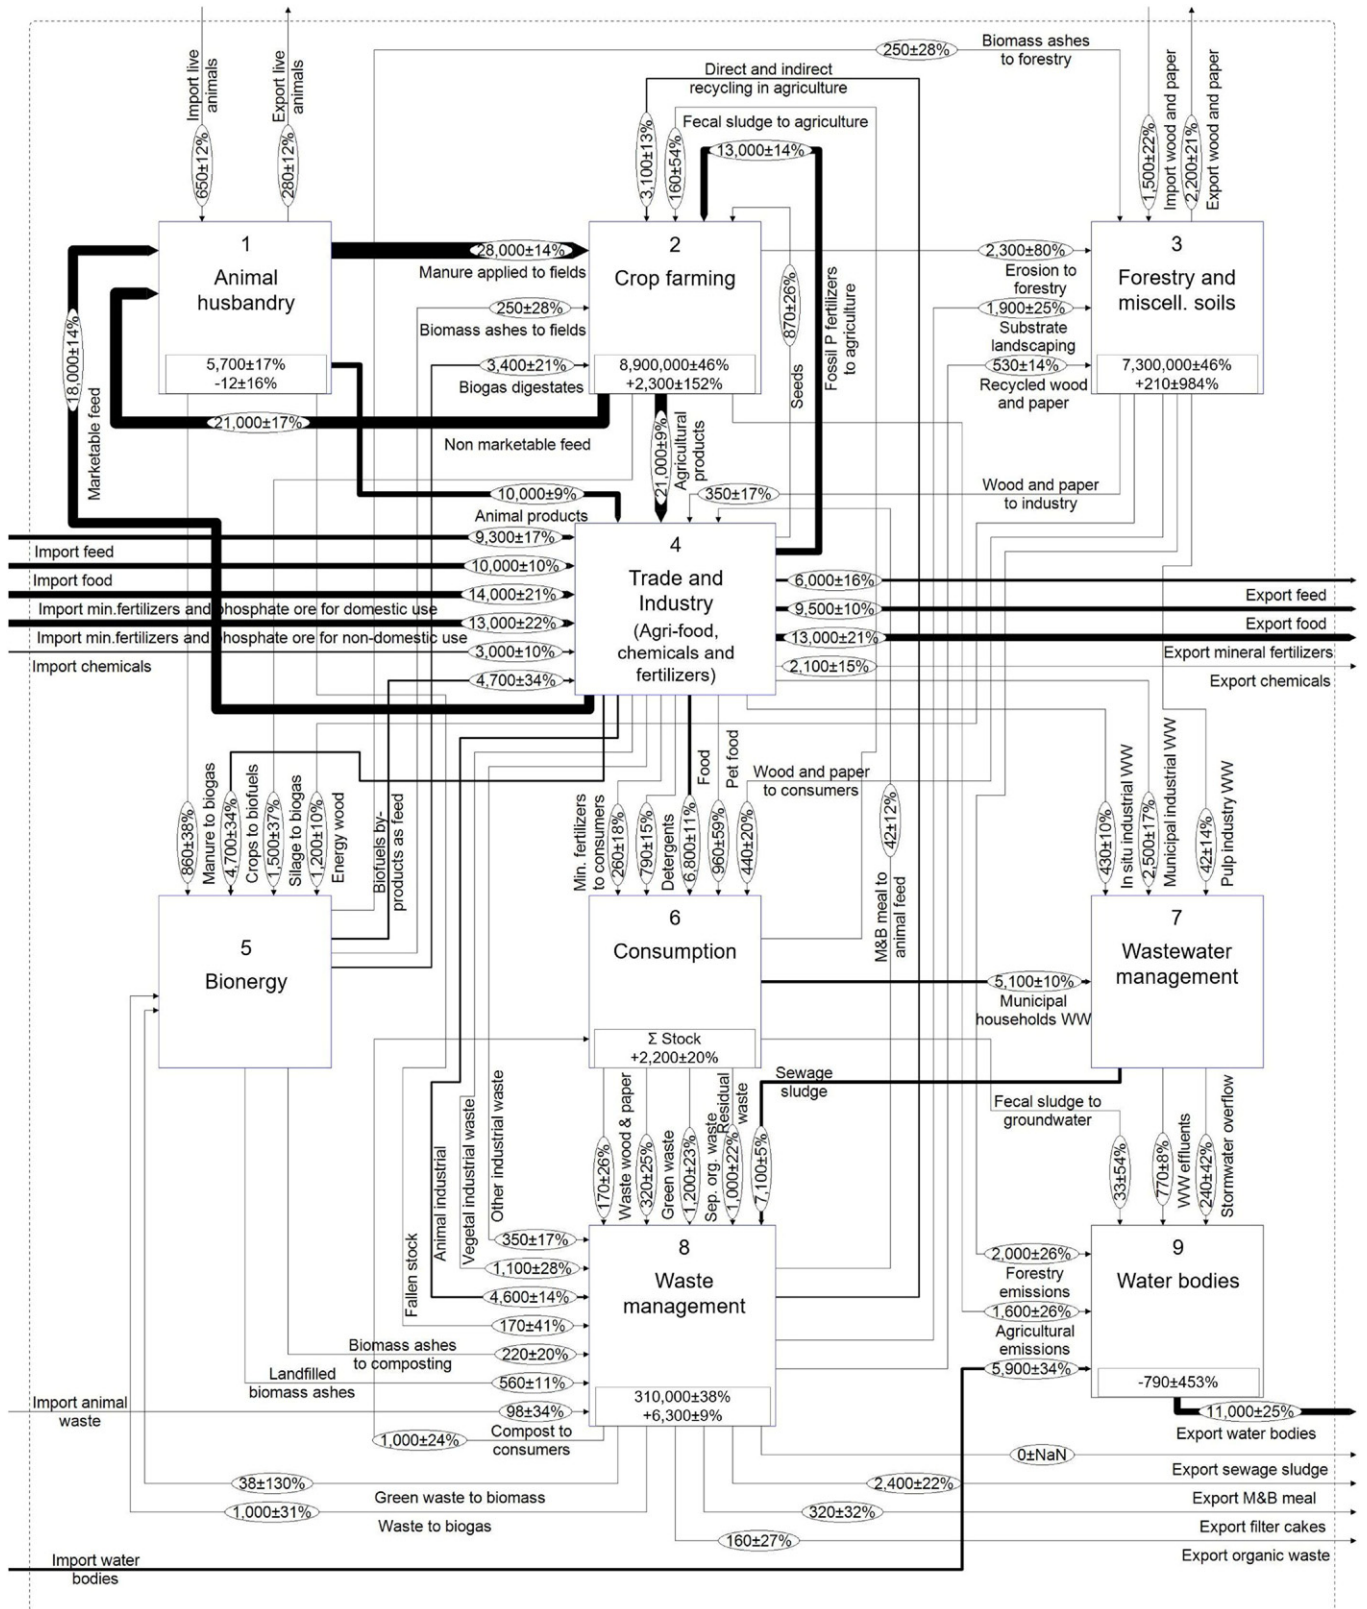 250±28%
Biomass ashes
to forestry
Import live
animals
Export live
animals
Direct and indirect
recycling in agriculture
Fecal sludge to agriculture
Import wood and paper
Export wood and paper
650±12%
280±12%
3,100±13%
160±54%
13,000±14%
1,500±22%
2,200±21%
1
Animal
husbandry
5,700±17%
-12±16%
28,000±14%
Manure applied to fields
250±28%
Biomass ashes to fields
3,400±21%
Biogas digestates
2
Crop farming
8,900,000±46%
+2,300±152%
870±26%
Seeds
Fossil P fertilizers
to agriculture
2,300±80%
Erosion to
forestry
1,900±25%
Substrate
landscaping
530±14%
Recycled wood
and paper
3
Forestry and
miscell. soils
7,300,000±46%
+210±984%
18,000±14%
Marketable feed
21,000±17%
Non marketable feed
21,000±9%
Agricultural
products
10,000±9%
Animal products
350±17%
Wood and paper
to industry
9,300±17%
Import feed
10,000±10%
Import food
14,000±21%
Import min.fertilizers and phosphate ore for domestic use
13,000±22%
Import min.fertilizers and phosphate ore for non-domestic use
3,000±10%
Import chemicals
4,700±34%
4
Trade and
Industry
(Agri-food,
chemicals and
fertilizers)
6,000±16%
Export feed
9,500±10%
Export food
13,000±21%
Export mineral fertilizers
2,100±15%
Export chemicals
860±38%
Manure to biogas
4,700±34%
Crops to biofuels
1,500±37%
Silage to biogas
1,200±10%
Energy wood
Biofuels by-
products as feed
Min. fertilizers
to consumers
260±18%
790±15%
Detergents
6,800±11%
Food
960±59%
Pet food
440±20%
Wood and paper
to consumers
42±12%
M&B meal to
animal feed
430±10%
In situ industrial WW
2,500±17%
Municipal industrial WW
42±14%
Pulp industry WW
5
Bionergy
6
Consumption
Σ Stock
+2,200±20%
5,100±10%
Municipal
households WW
7
Wastewater
management
Sewage
sludge
Fecal sludge to
groundwater
170±26%
Waste wood & paper
320±25%
Green waste
1,200±23%
Sep. org. waste
1,000±22%
Residual
waste
7,100±5%
33±54%
770±8%
WW effluents
240±42%
Stormwater overflow
Fallen stock
Animal industrial
Vegetal industrial waste
Other industrial waste
350±17%
1,100±28%
4,600±14%
170±41%
220±20%
Biomass ashes
to composting
560±11%
Landfilled
biomass ashes
98±34%
Import animal
waste
8
Waste
management
310,000±38%
+6,300±9%
2,000±26%
Forestry
emissions
1,600±26%
Agricultural
emissions
5,900±34%
9
Water bodies
-790±453%
11,000±25%
Export water bodies
1,000±24%
Compost to
consumers
0±NaN
Export sewage sludge
38±130%
Green waste to biomass
2,400±22%
Export M&B meal
1,000±31%
Waste to biogas
320±32%
Export filter cakes
160±27%
Export organic waste
Import water
bodies